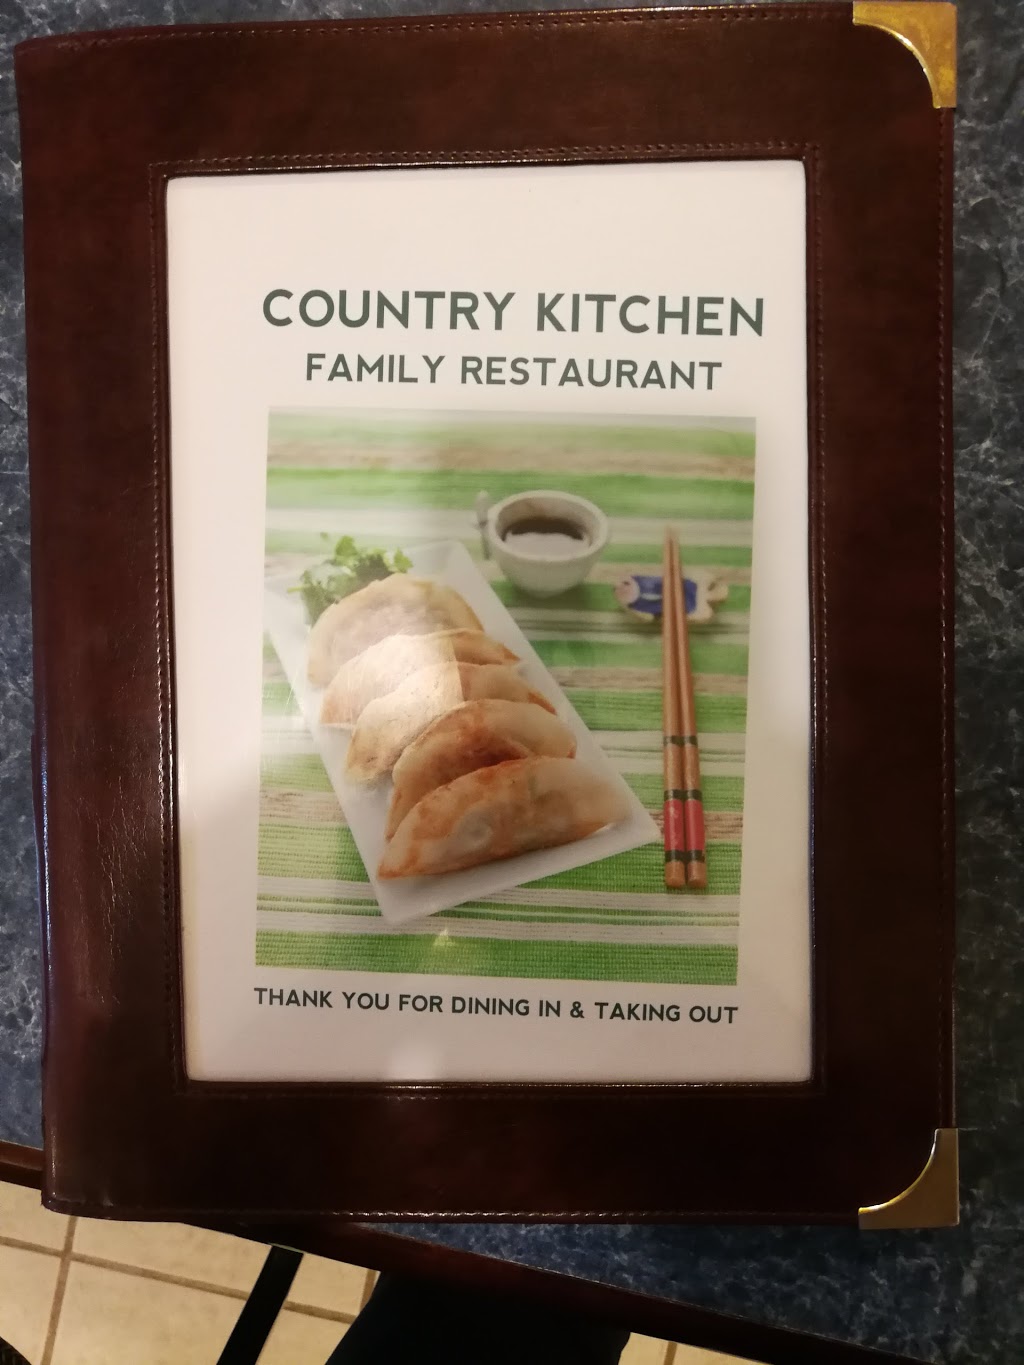 COUNTRY KITCHEN
FAMILY RESTAURANT
THANK YOU FOR DINING IN & TAKING OUT